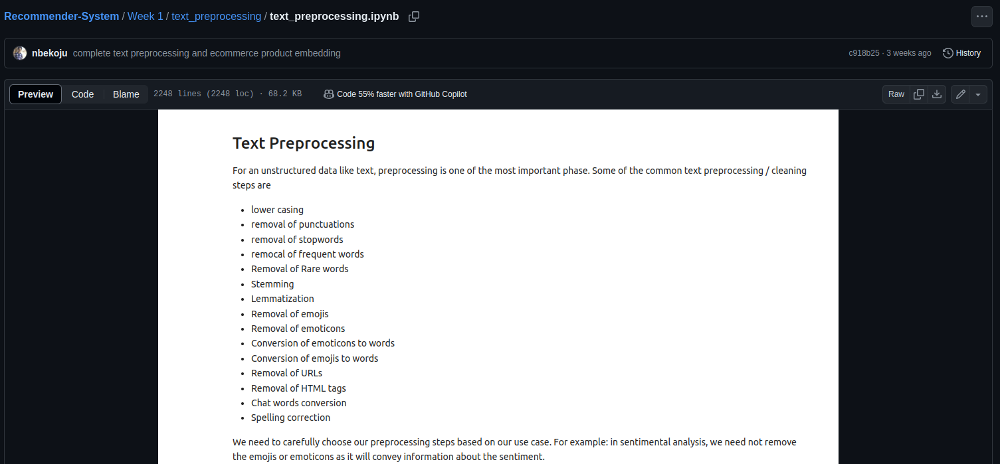 Recommender-System / Week 1 / text_preprocessing / text_preprocessing.ipynb
nbekoju complete text preprocessing and ecommerce product embedding c918b25 · 3 weeks ago History
Preview Code Blame 2248 lines (2248 loc) · 68.2 KB Code 55% faster with GitHub Copilot Raw
Text Preprocessing
For an unstructured data like text, preprocessing is one of the most important phase. Some of the common text preprocessing / cleaning
steps are
• lower casing
• removal of punctuations
• removal of stopwords
• remocal of frequent words
• Removal of Rare words
• Stemming
• Lemmatization
• Removal of emojis
• Removal of emoticons
• Conversion of emoticons to words
• Conversion of emojis to words
• Removal of URLs
• Removal of HTML tags
• Chat words conversion
• Spelling correction
We need to carefully choose our preprocessing steps based on our use case. For example: in sentimental analysis, we need not remove
the emojis or emoticons as it will convey information about the sentiment.